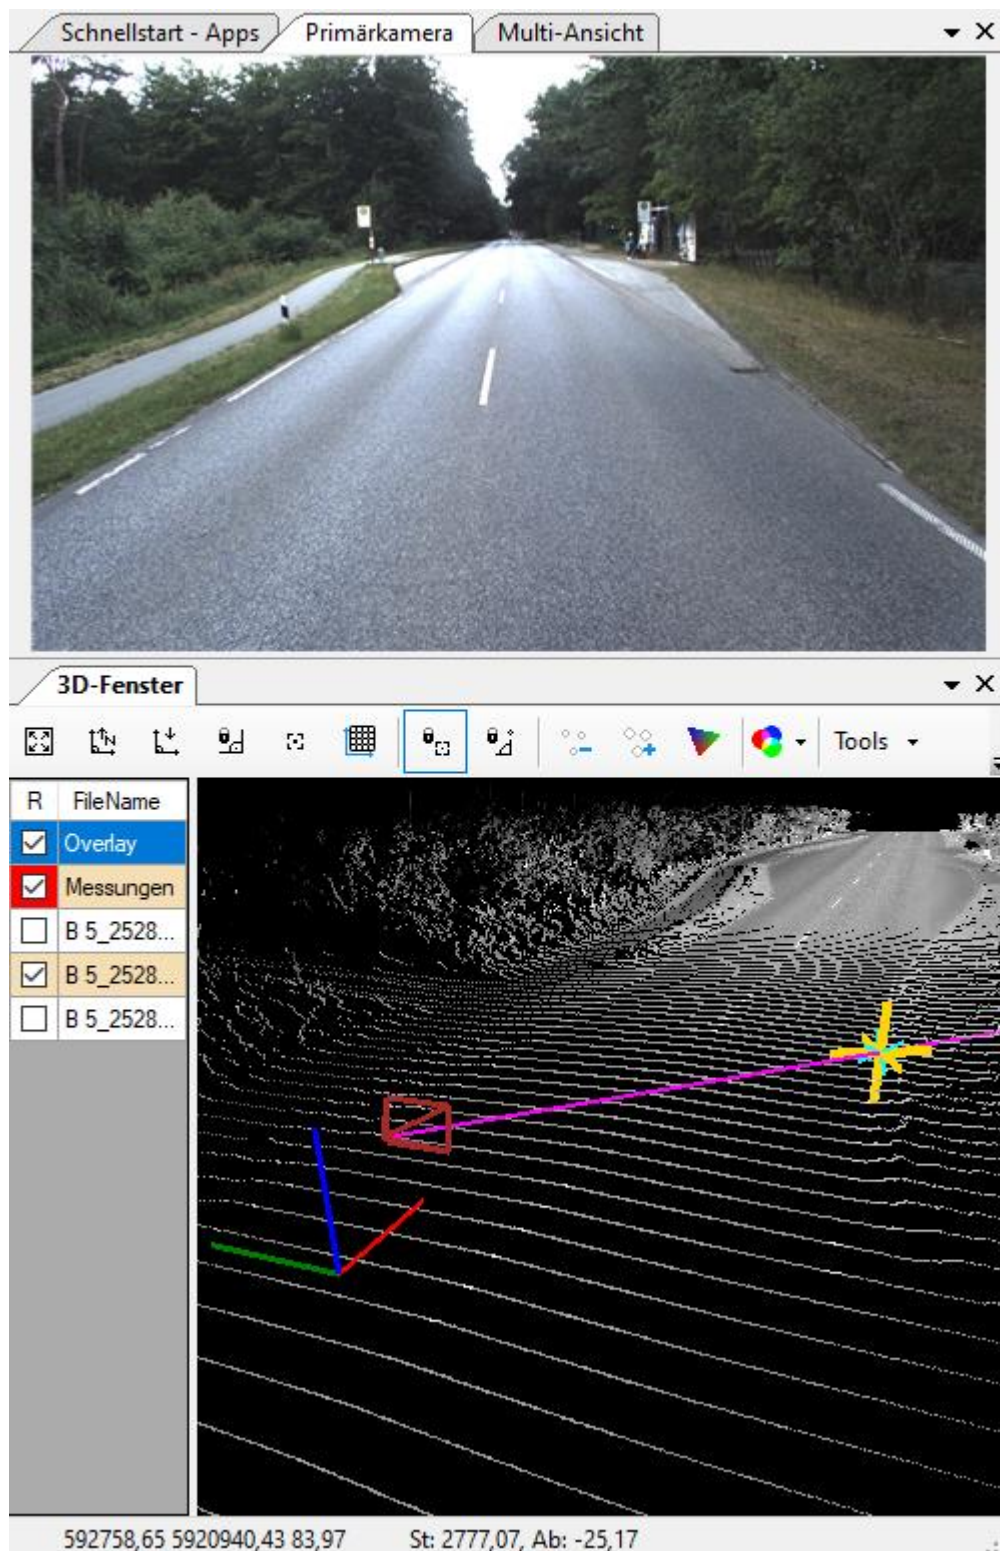 Schnellstart - Apps Primärkamera Multi-Ansicht
3D-Fenster
Tools
R FileName
Overlay
Messungen
B 5_2528...
B 5_2528...
B 5_2528...
592758,65 5920940,43 83,97 St: 2777,07, Ab: -25,17